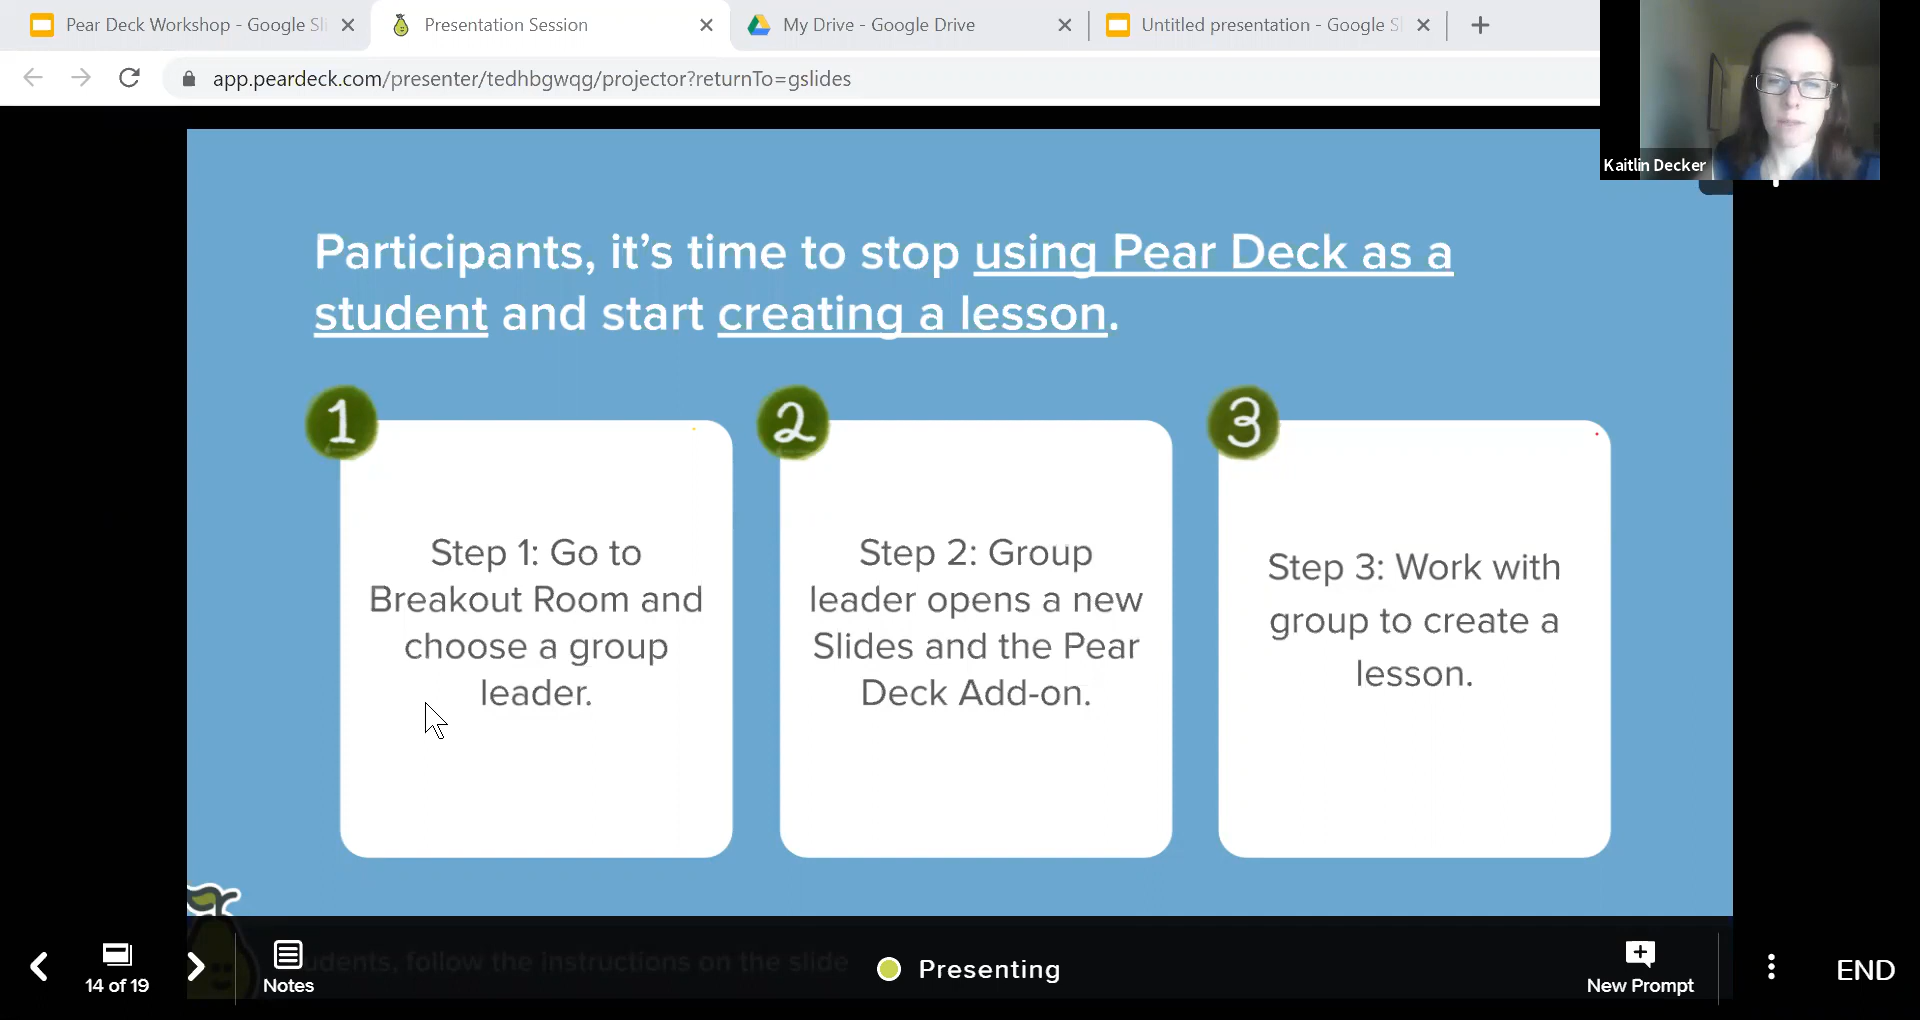 Pear Deck Workshop - Google Sli
Presentation Session
My Drive - Google Drive
Untitled presentation - Google S
app.peardeck.com/presenter/tedhbgwqg/projector?returnTo=gslides
Kaitlin Decker
Participants, it's time to stop using Pear Deck as a
student and start creating a lesson.
1
2
3
Step 1: Go to
Breakout Room and
choose a group
leader.
Step 2: Group
leader opens a new
Slides and the Pear
Deck Add-on.
Step 3: Work with
group to create a
lesson.
udents, follow the instructions on the slide
14 of 19
Notes
Presenting
New Prompt
END